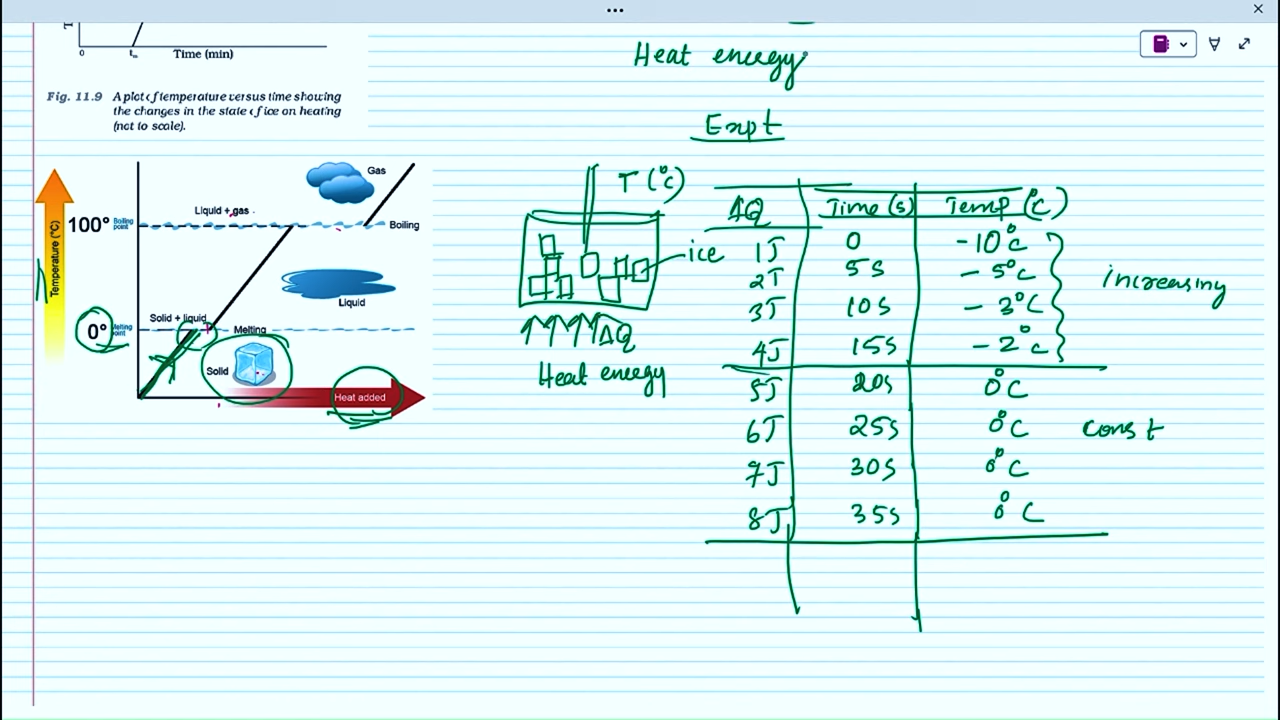 T
0 tm Time (min)
Fig. 11.9 A plot of temperature versus time showing
the changes in the state of ice on heating
(not to scale).
Heat energy
Expt
Temperature (°C)
Gas
Liquid + gas
100° Boiling point
Boiling
Liquid
Solid + liquid
0° Melting point
Melting
Solid
Heat added
T (°C)
ice
ΔQ
Heat energy
ΔQ Time (s) Temp (°C)
1J 0 -10°C
2J 5s -5°C increasing
3J 10s -3°C
4J 15s -2°C
5J 20s 0°C
6J 25s 0°C const
7J 30s 0°C
8J 35s 0°C